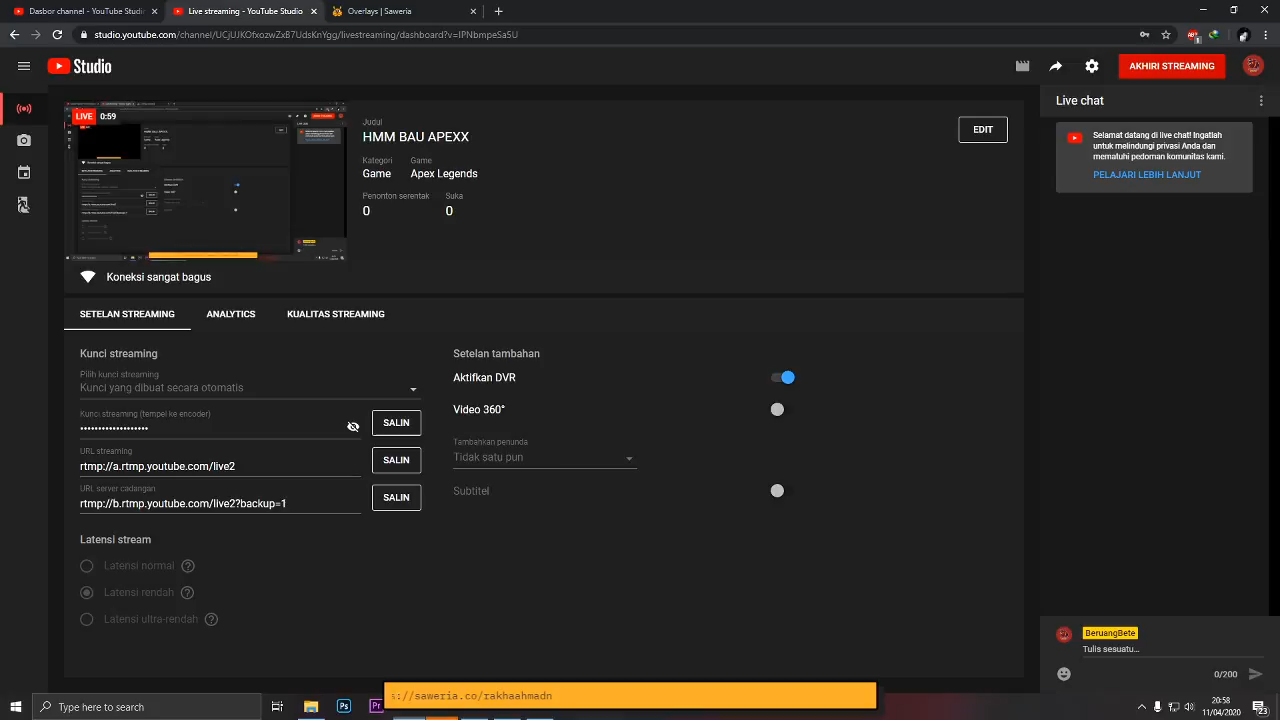 Dasbor channel - YouTube Studio
Live streaming - YouTube Studio
Overlays | Saweria
studio.youtube.com/channel/UCjUJKOfxozwZxB7UdsKnYgg/livestreaming/dashboard?v=IPNbmpeSa5U
Studio
AKHIRI STREAMING
LIVE 0:59
Judul
HMM BAU APEXX
EDIT
Kategori Game
Game Apex Legends
Penonton serentak Suka
0 0
Koneksi sangat bagus
SETELAN STREAMING ANALYTICS KUALITAS STREAMING
Kunci streaming
Pilih kunci streaming
Kunci yang dibuat secara otomatis
Kunci streaming (tempel ke encoder)
•••••••••••••••••••
SALIN
URL streaming
rtmp://a.rtmp.youtube.com/live2
SALIN
URL server cadangan
rtmp://b.rtmp.youtube.com/live2?backup=1
SALIN
Latensi stream
Latensi normal
Latensi rendah
Latensi ultra-rendah
Setelan tambahan
Aktifkan DVR
Video 360°
Tambahkan penunda
Tidak satu pun
Subtitel
Live chat
Selamat datang di live chat! Ingatlah
untuk melindungi privasi Anda dan
mematuhi pedoman komunitas kami.
PELAJARI LEBIH LANJUT
BeruangBete
Tulis sesuatu...
0/200
s://saweria.co/rakhaahmadn
Type here to search
Ps
Pr
20:58
11/04/2020